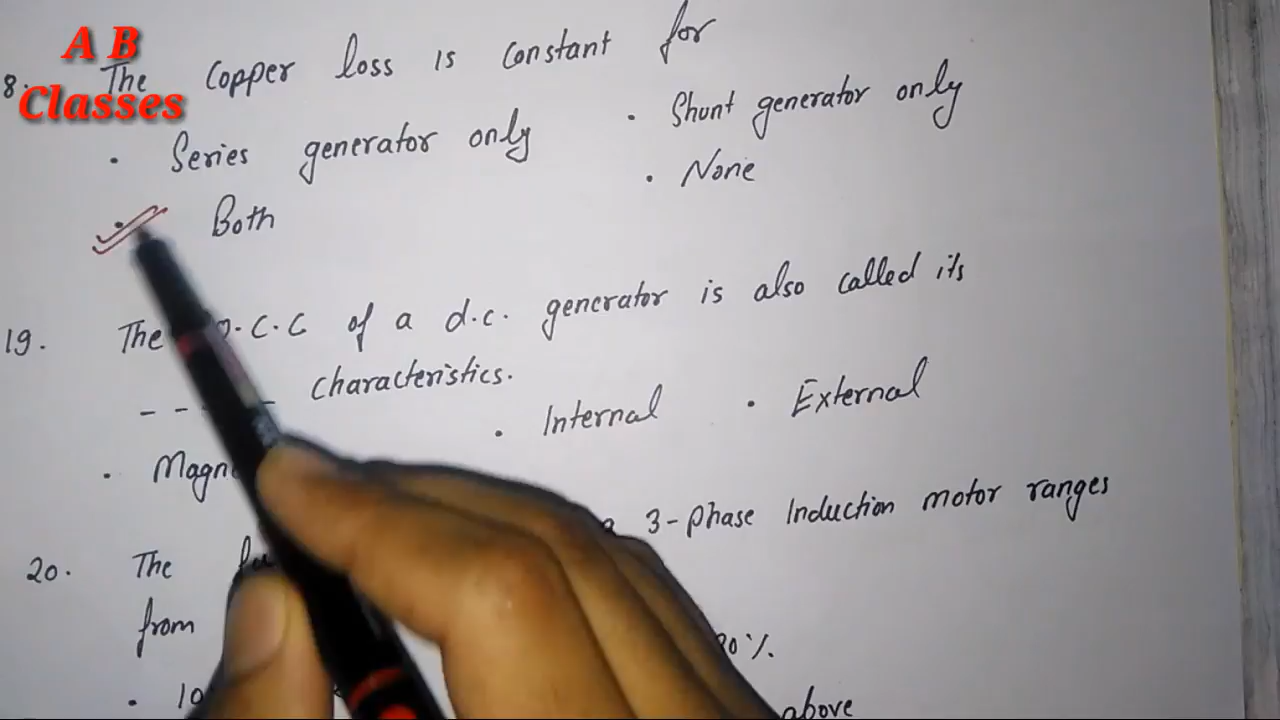 A B
Classes
8. The Copper loss is constant for
• Series generator only • Shunt generator only
• Both • None
19. The O.C.C of a d.c. generator is also called its
characteristics.
• • Internal • External
20. The 3-phase Induction motor ranges
from
• 10 %.
above